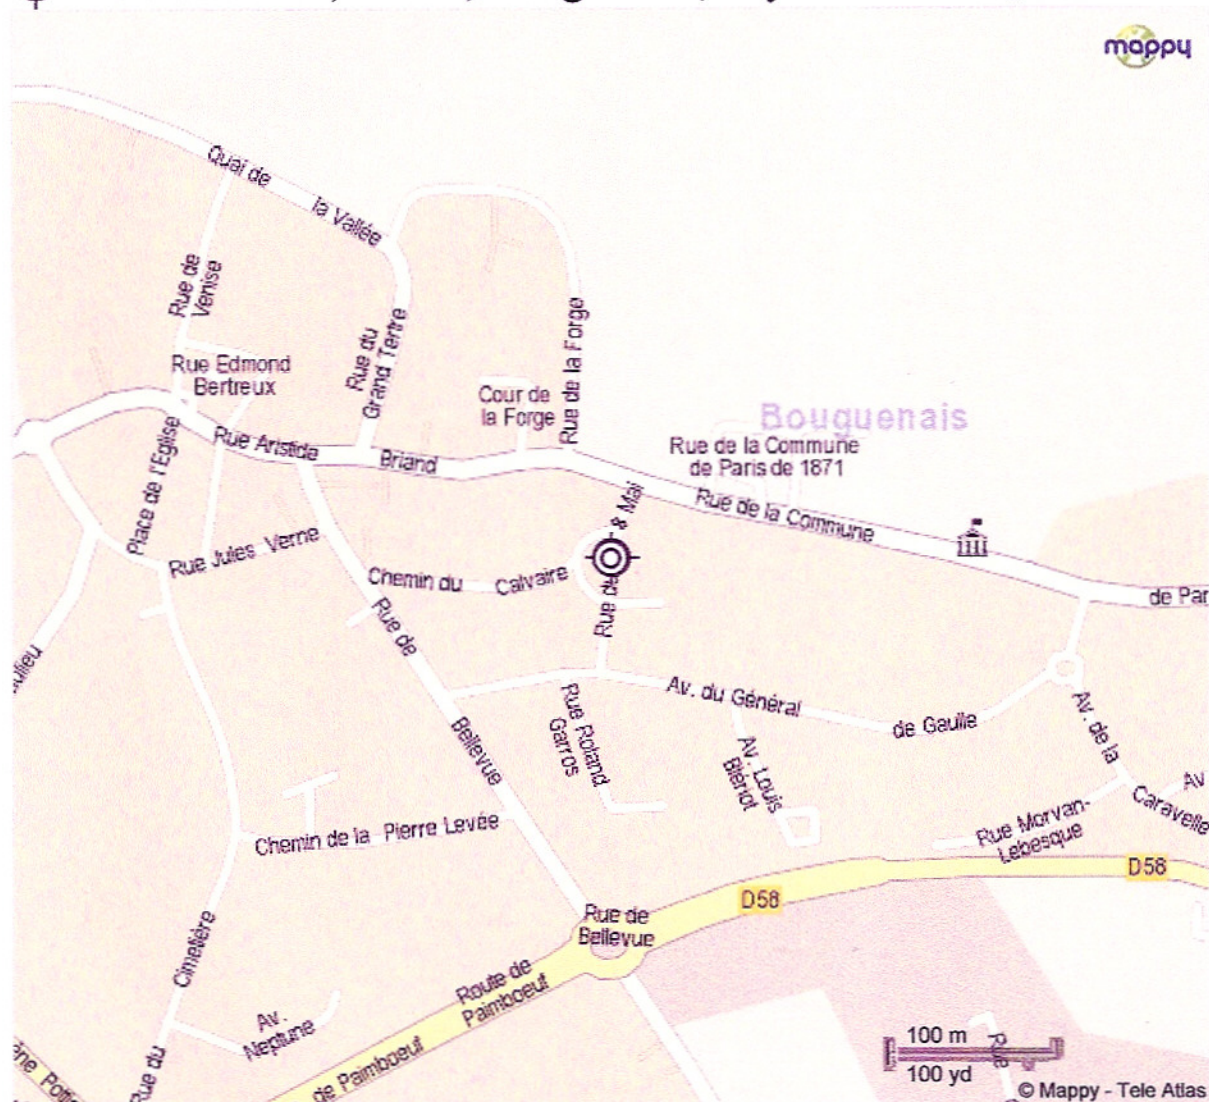 mappy
Quai de
la Vallée
Rue de
Venise
Rue du
Grand Tertre
Rue de la Forge
Rue Edmond
Bertreux
Cour de
la Forge
Bouguenais
Rue de la Commune
de Paris de 1871
Place de l'Eglise
Rue Aristide
Briand
8 Mai
Rue de la Commune
Rue Jules Verne
Chemin du
Calvaire
de Par
Rue de
Rue de
Av. du Général
de Gaulle
Rue Roland
Garros
Bellevue
Av. Louis
Blériot
Av. de la
Caravelle
Av
Chemin de la Pierre Levée
Rue Morvan-
Lebesque
D58
D58
Rue de
Bellevue
Cimetière
Route de
Paimboeuf
Av.
Neptune
de Paimboeuf
Rue du
100 m
100 yd
Rue
© Mappy - Tele Atlas